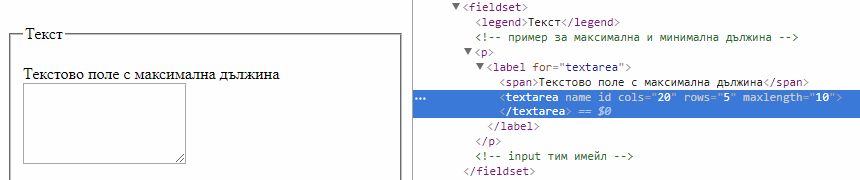 Текст
Текстово поле с максимална дължина
<fieldset>
<legend>Текст</legend>
<!-- пример за максимална и минимална дължина -->
<p>
<label for="textarea">
<span>Текстово поле с максимална дължина</span>
<textarea name id cols="20" rows="5" maxlength="10">
</textarea> == $0
</label>
</p>
<!-- input тим имейл -->
</fieldset>